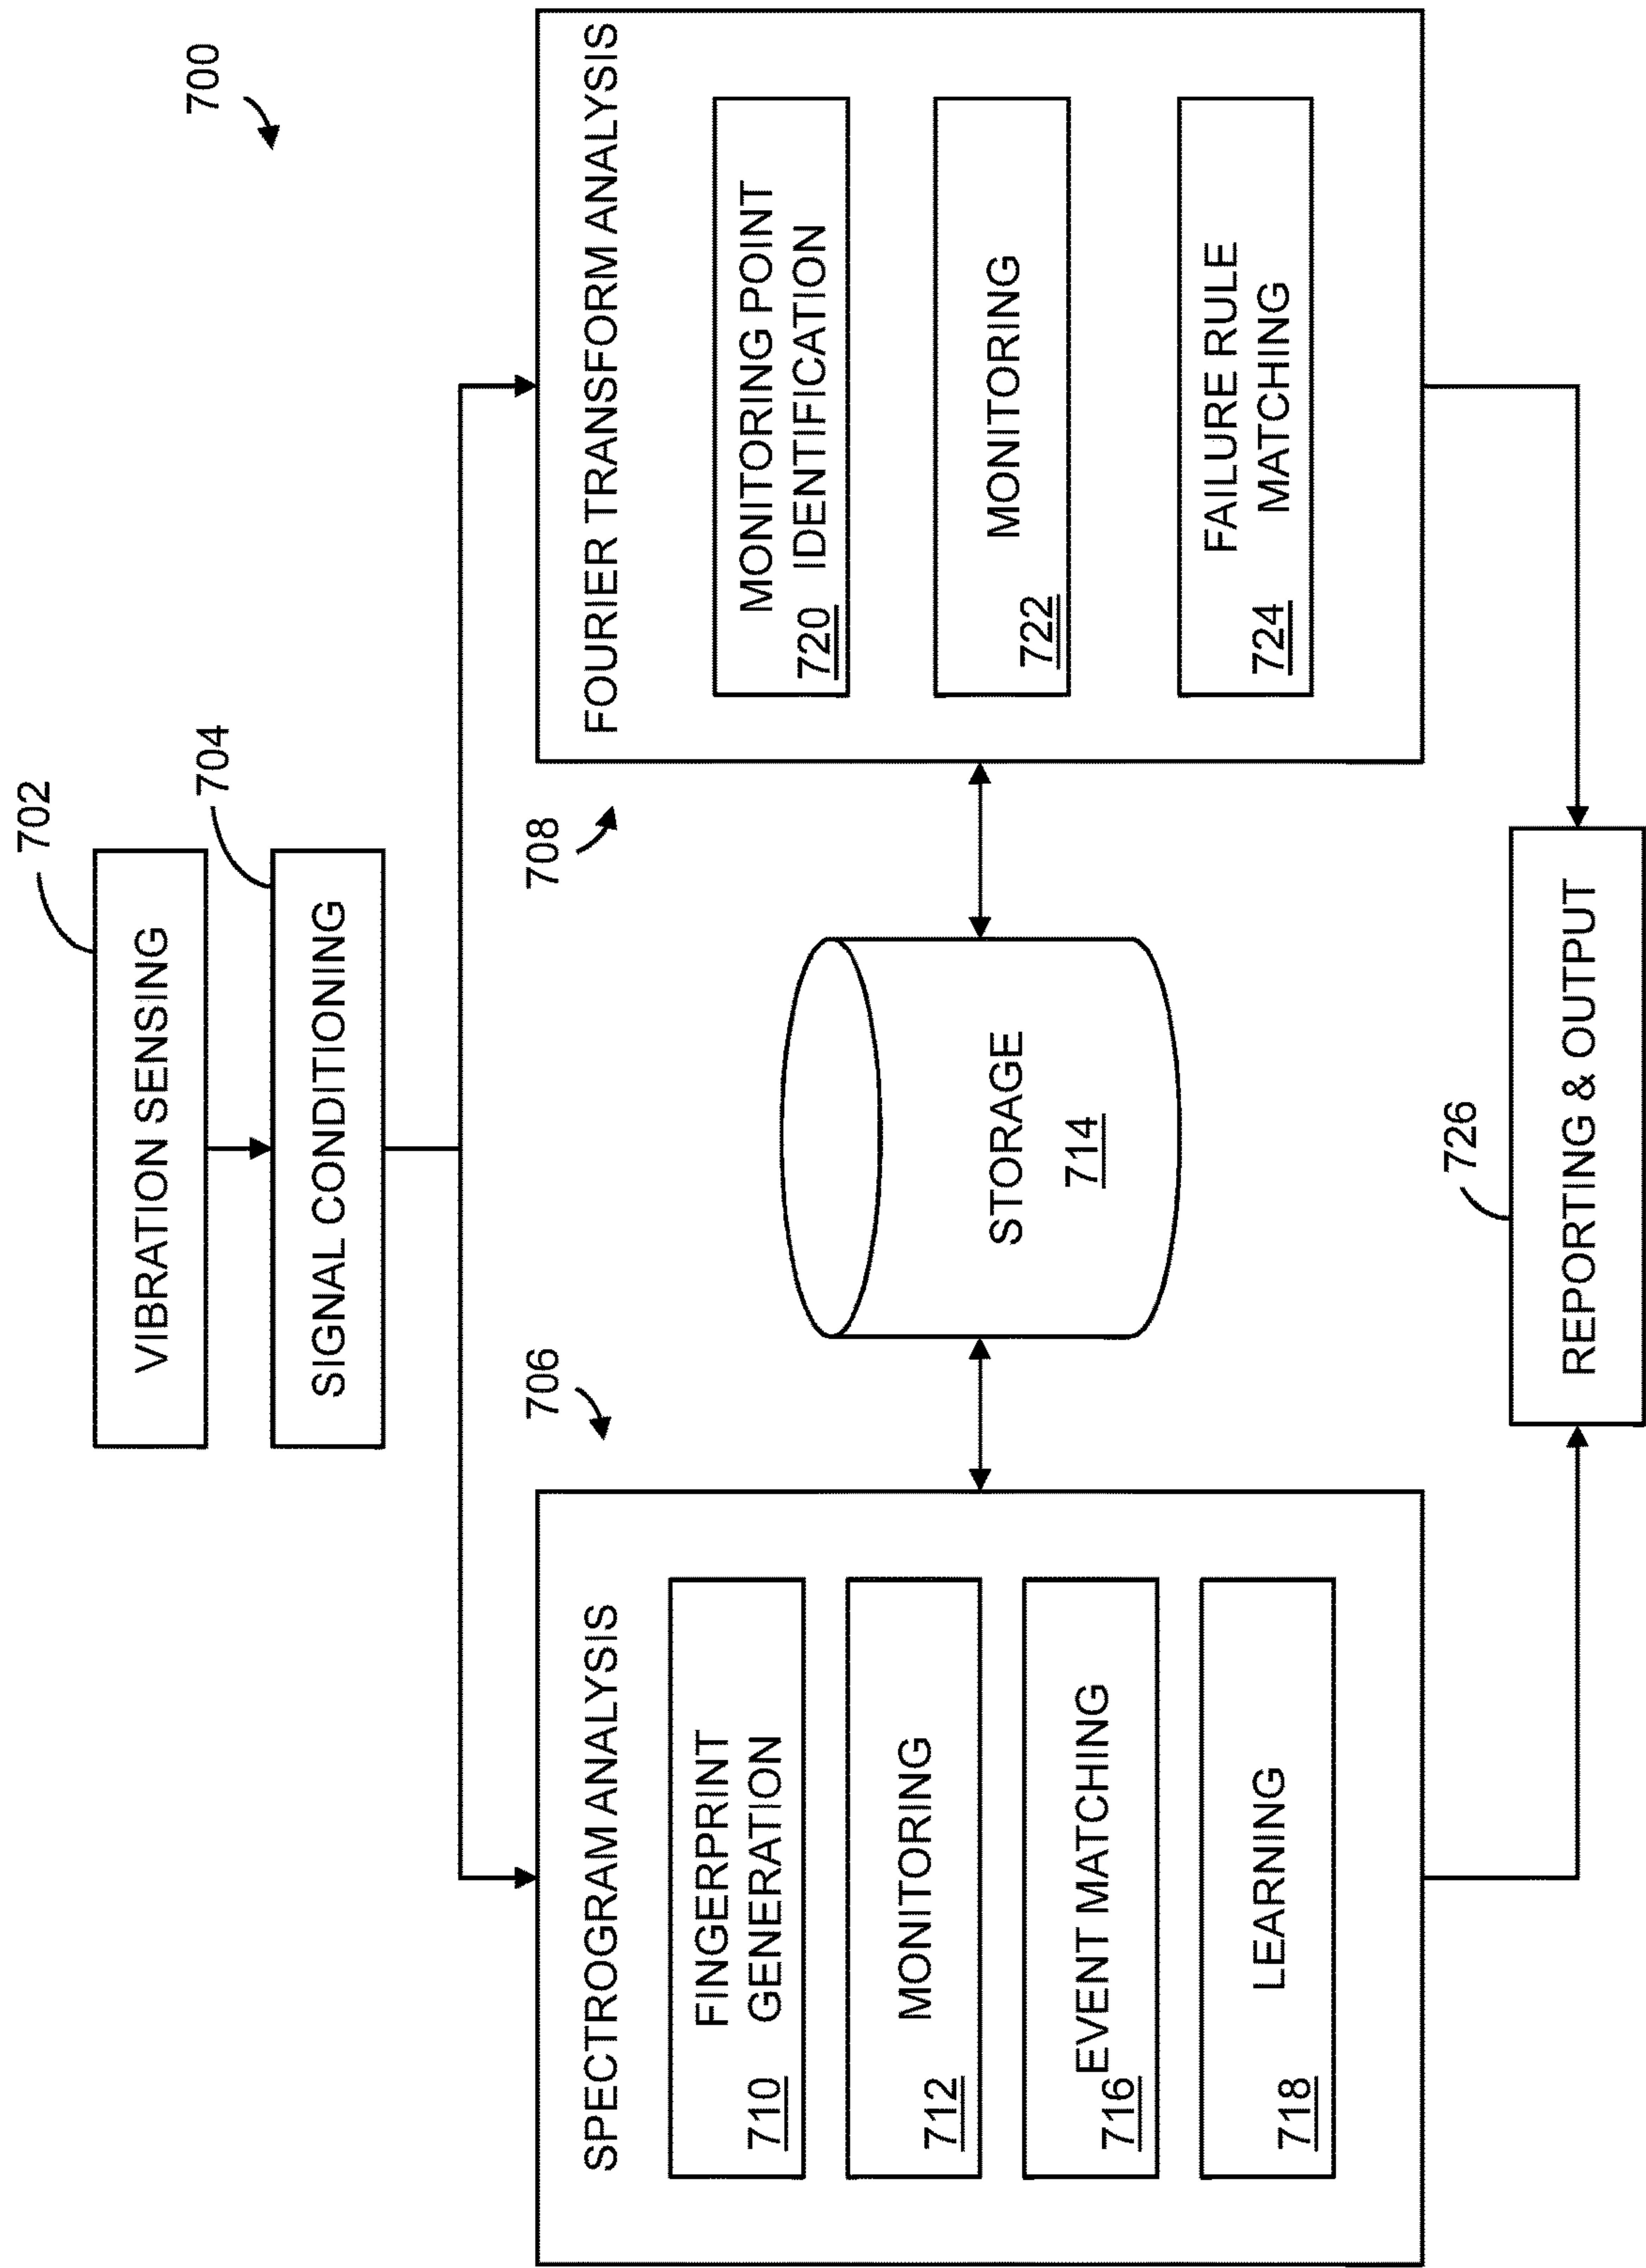 700
702
VIBRATION SENSING
704
SIGNAL CONDITIONING
706
SPECTROGRAM ANALYSIS
FINGERPRINT
710 GENERATION
MONITORING
712
EVENT MATCHING
716
LEARNING
718
STORAGE
714
708
FOURIER TRANSFORM ANALYSIS
MONITORING POINT
720 IDENTIFICATION
MONITORING
722
FAILURE RULE
724 MATCHING
726
REPORTING & OUTPUT